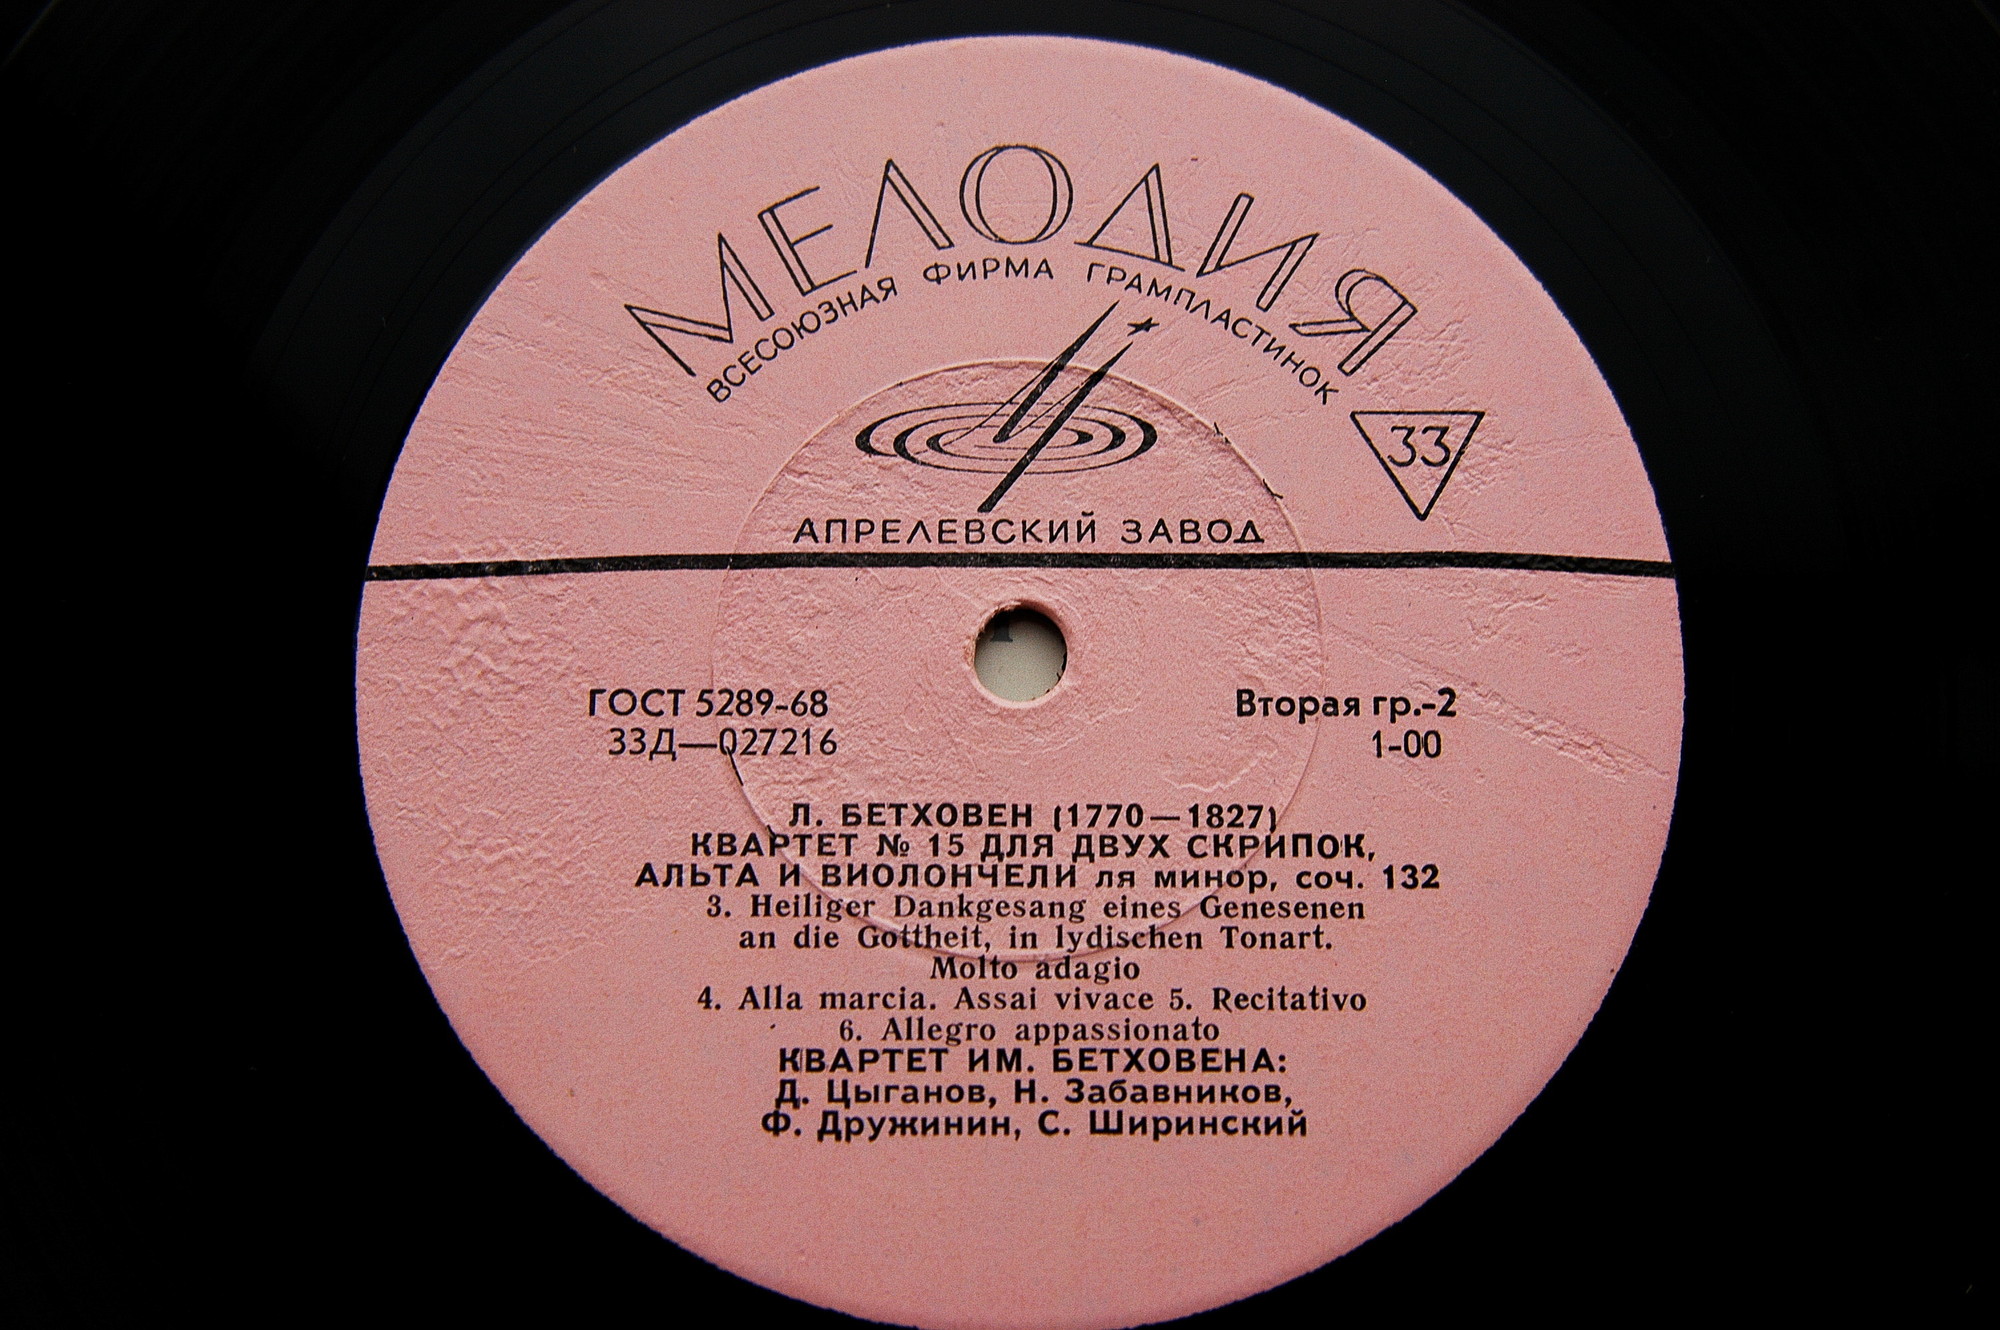 МЕЛОДИЯ
ВСЕСОЮЗНАЯ ФИРМА ГРАМПЛАСТИНОК
33
АПРЕЛЕВСКИЙ ЗАВОД
ГОСТ 5289-68
Вторая гр.-2
33Д—027216
1-00
Л. БЕТХОВЕН (1770—1827)
КВАРТЕТ № 15 ДЛЯ ДВУХ СКРИПОК,
АЛЬТА И ВИОЛОНЧЕЛИ ля минор, соч. 132
3. Heiliger Dankgesang eines Genesenen
an die Gottheit, in lydischen Tonart.
Molto adagio
4. Alla marcia. Assai vivace 5. Recitativo
6. Allegro appassionato
КВАРТЕТ ИМ. БЕТХОВЕНА:
Д. Цыганов, Н. Забавников,
Ф. Дружинин, С. Ширинский